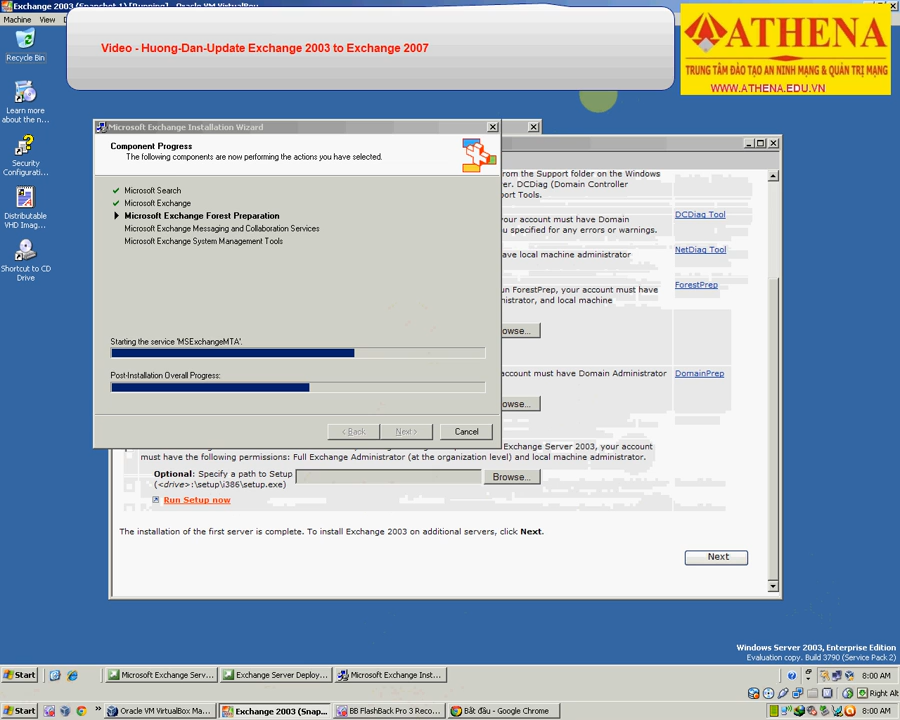 Exchange 2003 (Snapshot 1) [Running] - Oracle VM VirtualBox
Machine View
Video - Huong-Dan-Update Exchange 2003 to Exchange 2007
ATHENA
TRUNG TÂM ĐÀO TẠO AN NINH MẠNG & QUẢN TRỊ MẠNG
WWW.ATHENA.EDU.VN
Recycle Bin
Learn more
about the n...
Security
Configurati...
Distributable
VHD Imag...
Shortcut to CD
Drive
Microsoft Exchange Installation Wizard
Component Progress
The following components are now performing the actions you have selected.
Microsoft Search
Microsoft Exchange
Microsoft Exchange Forest Preparation
Microsoft Exchange Messaging and Collaboration Services
Microsoft Exchange System Management Tools
Starting the service 'MSExchangeMTA'.
Post-Installation Overall Progress:
< Back
Next >
Cancel
rom the Support folder on the Windows
er. DCDiag (Domain Controller
ort Tools.
your account must have Domain
u specified for any errors or warnings.
DCDiag Tool
ave local machine administrator
NetDiag Tool
un ForestPrep, your account must have
nistrator, and local machine
ForestPrep
owse...
account must have Domain Administrator
DomainPrep
owse...
Exchange Server 2003, your account
must have the following permissions: Full Exchange Administrator (at the organization level) and local machine administrator.
Optional: Specify a path to Setup
(<drive>:\setup\i386\setup.exe)
Browse...
Run Setup now
The installation of the first server is complete. To install Exchange 2003 on additional servers, click Next.
Next
Windows Server 2003, Enterprise Edition
Evaluation copy. Build 3790 (Service Pack 2)
Start
Microsoft Exchange Serv...
Exchange Server Deploy...
Microsoft Exchange Inst...
8:00 AM
Right Alt
Start
Oracle VM VirtualBox Ma...
Exchange 2003 (Snap...
BB FlashBack Pro 3 Reco...
Bắt đầu - Google Chrome
8:00 AM